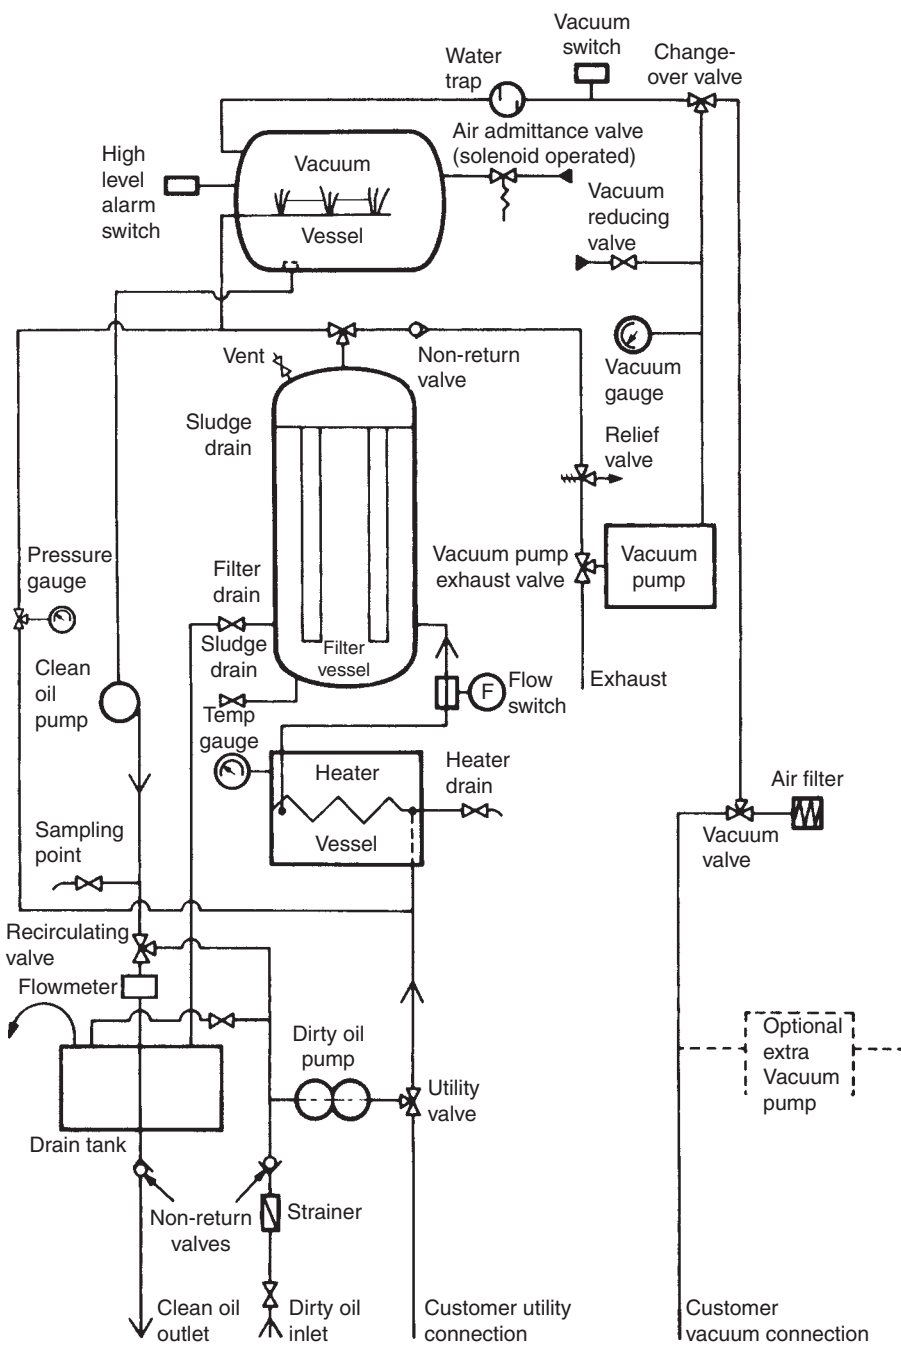 Vacuum
switch
Change-
over valve
Water
trap
Air admittance valve
(solenoid operated)
High
level
alarm
switch
Vacuum
Vessel
Vacuum
reducing
valve
Vent
Non-return
valve
Vacuum
gauge
Sludge
drain
Relief
valve
Pressure
gauge
Filter
drain
Vacuum pump
exhaust valve
Vacuum
pump
Sludge
drain
Filter
vessel
Clean
oil
pump
Exhaust
F
Flow
switch
Temp
gauge
Heater
Vessel
Heater
drain
Air filter
Sampling
point
Vacuum
valve
Recirculating
valve
Flowmeter
Dirty oil
pump
Optional
extra
Vacuum
pump
Utility
valve
Drain tank
Non-return
valves
Strainer
Clean oil
outlet
Dirty oil
inlet
Customer utility
connection
Customer
vacuum connection